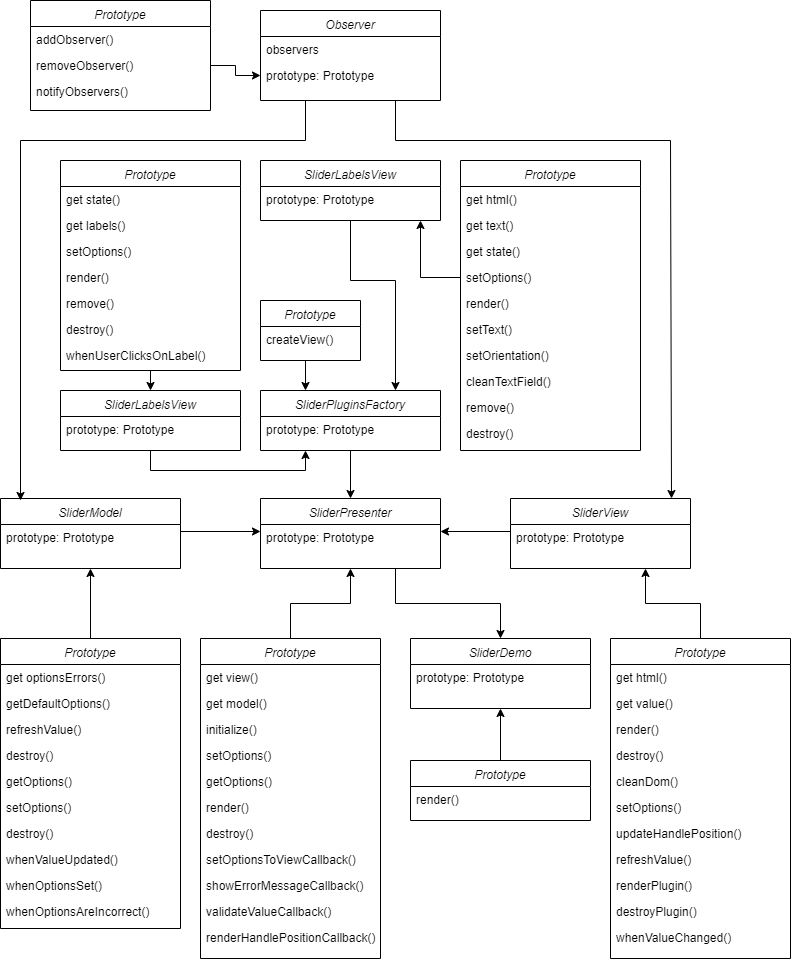 Prototype
addObserver()
removeObserver()
notifyObservers()
Observer
observers
prototype: Prototype
Prototype
get state()
get labels()
setOptions()
render()
remove()
destroy()
whenUserClicksOnLabel()
SliderLabelsView
prototype: Prototype
Prototype
get html()
get text()
get state()
setOptions()
render()
setText()
setOrientation()
cleanTextField()
remove()
destroy()
Prototype
createView()
SliderLabelsView
prototype: Prototype
SliderPluginsFactory
prototype: Prototype
SliderModel
prototype: Prototype
SliderPresenter
prototype: Prototype
SliderView
prototype: Prototype
Prototype
get optionsErrors()
getDefaultOptions()
refreshValue()
destroy()
getOptions()
setOptions()
destroy()
whenValueUpdated()
whenOptionsSet()
whenOptionsAreIncorrect()
Prototype
get view()
get model()
initialize()
setOptions()
getOptions()
render()
destroy()
setOptionsToViewCallback()
showErrorMessageCallback()
validateValueCallback()
renderHandlePositionCallback()
SliderDemo
prototype: Prototype
Prototype
render()
Prototype
get html()
get value()
render()
destroy()
cleanDom()
setOptions()
updateHandlePosition()
refreshValue()
renderPlugin()
destroyPlugin()
whenValueChanged()